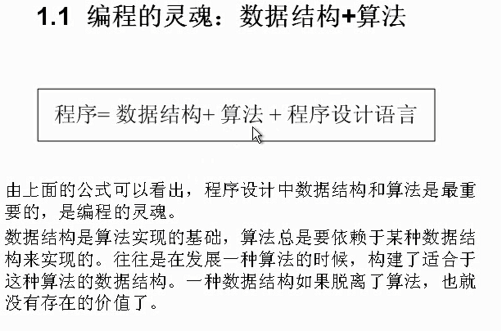 1.1 编程的灵魂：数据结构+算法
程序= 数据结构+ 算法 + 程序设计语言
由上面的公式可以看出，程序设计中数据结构和算法是最重
要的，是编程的灵魂。
数据结构是算法实现的基础，算法总是要依赖于某种数据结
构来实现的。往往是在发展一种算法的时候，构建了适合于
这种算法的数据结构。一种数据结构如果脱离了算法，也就
没有存在的价值了。